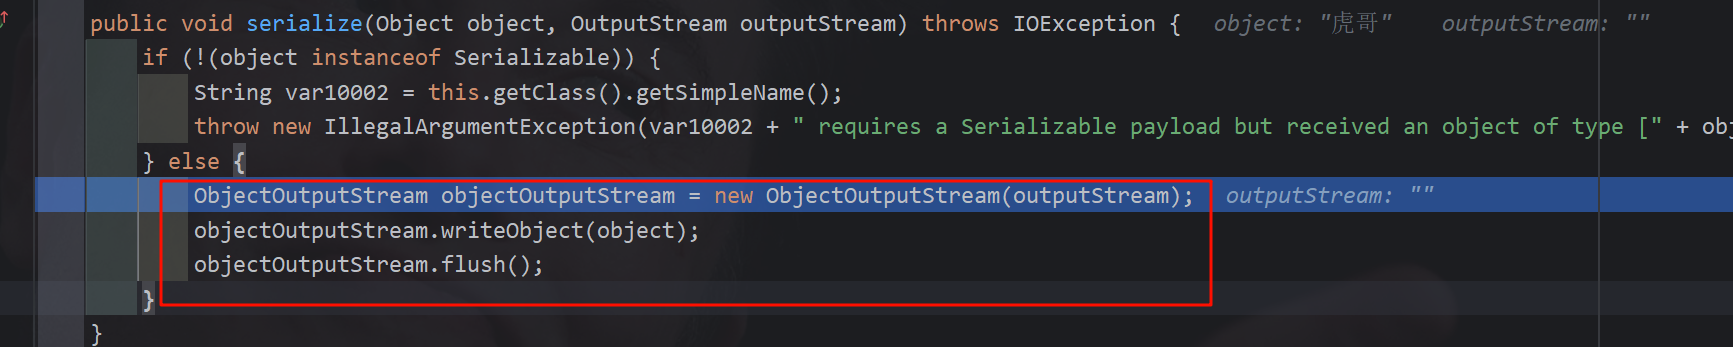 public void serialize(Object object, OutputStream outputStream) throws IOException { object: "虎哥" outputStream: ""
if (!(object instanceof Serializable)) {
String var10002 = this.getClass().getSimpleName();
throw new IllegalArgumentException(var10002 + " requires a Serializable payload but received an object of type [" + obj
} else {
ObjectOutputStream objectOutputStream = new ObjectOutputStream(outputStream); outputStream: ""
objectOutputStream.writeObject(object);
objectOutputStream.flush();
}
}